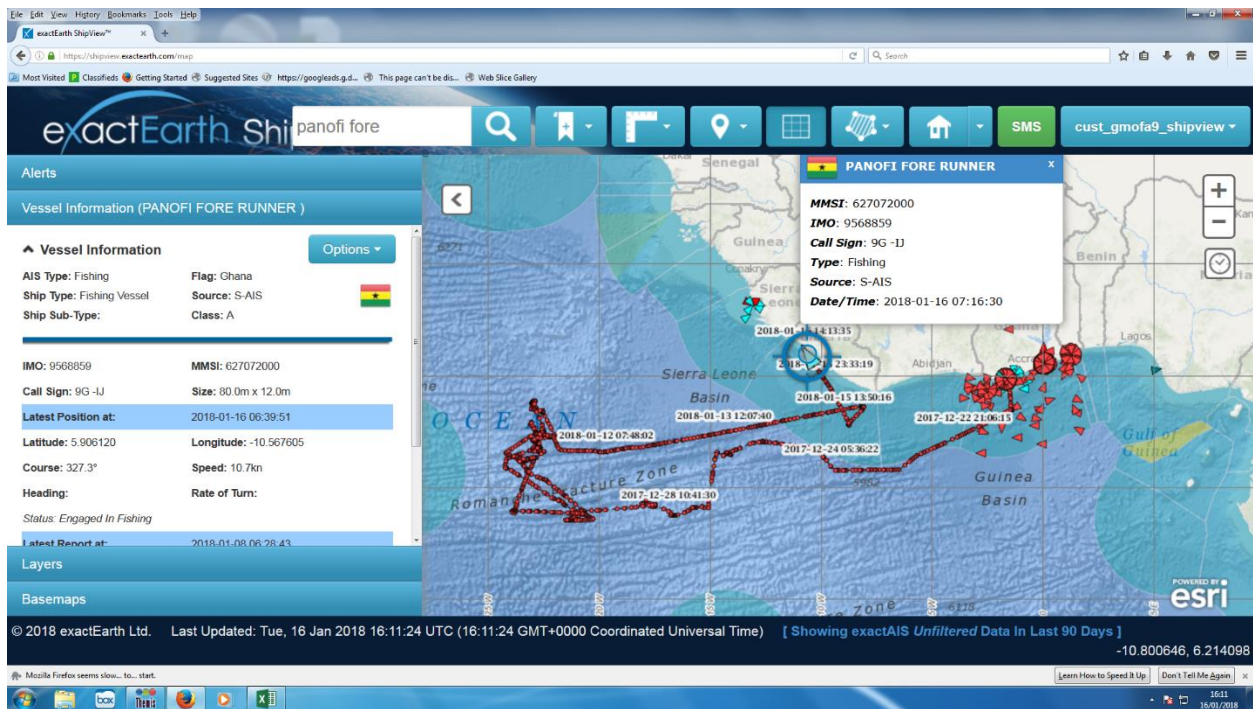 File Edit View History Bookmarks Tools Help
exactEarth ShipView™ × +
https://shipview.exactearth.com/map
Search
Most Visited Classifieds Getting Started Suggested Sites https://googleads.g.d... This page can't be dis... Web Slice Gallery
exactEarth Shi
panofi fore
SMS
cust_gmofa9_shipview
Alerts
Vessel Information (PANOFI FORE RUNNER )
Vessel Information
Options
AIS Type: Fishing Flag: Ghana
Ship Type: Fishing Vessel Source: S-AIS
Ship Sub-Type: Class: A
IMO: 9568859 MMSI: 627072000
Call Sign: 9G -IJ Size: 80.0m x 12.0m
Latest Position at: 2018-01-16 06:39:51
Latitude: 5.906120 Longitude: -10.567605
Course: 327.3° Speed: 10.7kn
Heading: Rate of Turn:
Status: Engaged In Fishing
Latest Report at: 2018-01-08 06:28:43
Layers
Basemaps
PANOFI FORE RUNNER x
MMSI: 627072000
IMO: 9568859
Call Sign: 9G -IJ
Type: Fishing
Source: S-AIS
Date/Time: 2018-01-16 07:16:30
Senegal
Guinea
Conakry
Benin
Lagos
Abidjan
Accra
Sierra Leone
Basin
OCEAN
14:13:35
23:33:19
2018-01-15 13:50:16
2018-01-13 12:07:40
2018-01-12 07:48:02
2017-12-22 21:06:15
2017-12-24 05:36:22
2017-12-28 10:41:30
Gulf of
Guinea
Guinea
Basin
Zone
+
−
POWERED BY
esri
© 2018 exactEarth Ltd. Last Updated: Tue, 16 Jan 2018 16:11:24 UTC (16:11:24 GMT+0000 Coordinated Universal Time) [ Showing exactAIS Unfiltered Data In Last 90 Days ]
-10.800646, 6.214098
Mozilla Firefox seems slow... to... start.
Learn How to Speed It Up
Don't Tell Me Again ×
box
Themis
16:11
16/01/2018